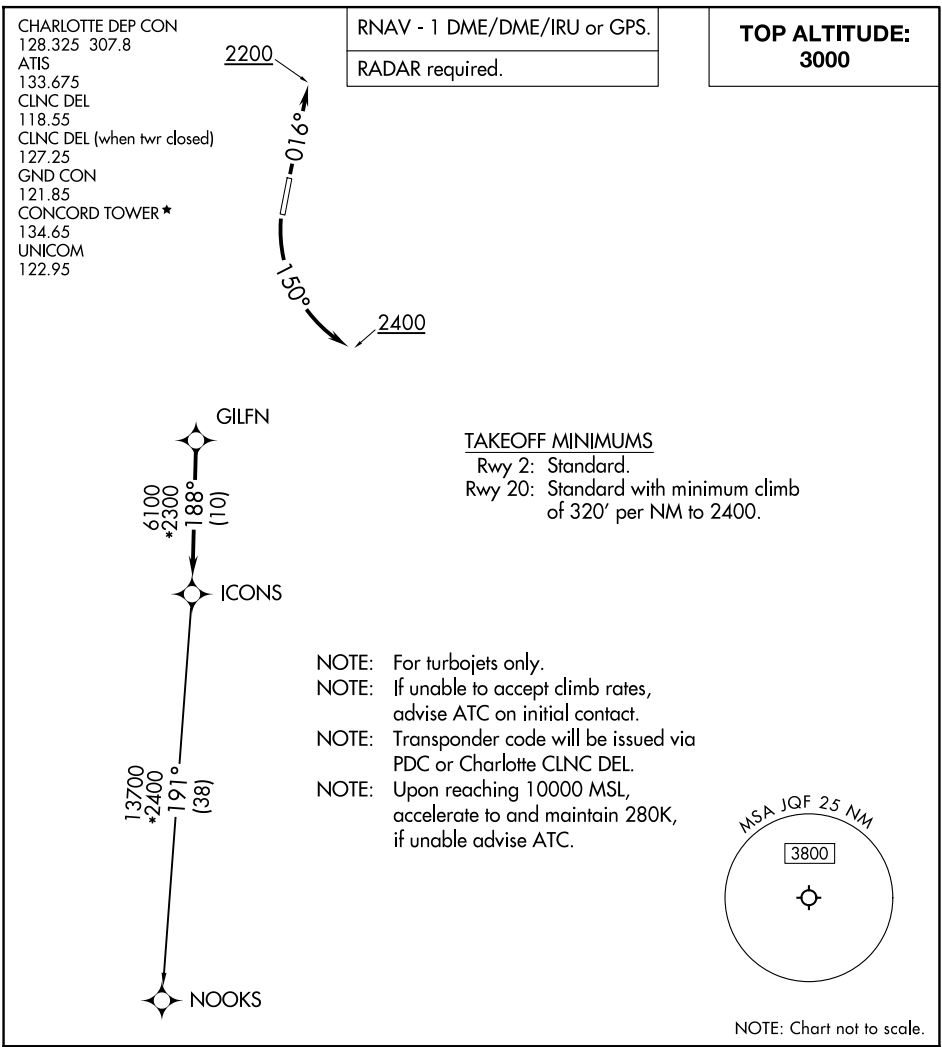 CHARLOTTE DEP CON
128.325 307.8
ATIS
133.675
CLNC DEL
118.55
CLNC DEL (when twr closed)
127.25
GND CON
121.85
CONCORD TOWER★
134.65
UNICOM
122.95
RNAV - 1 DME/DME/IRU or GPS.
RADAR required.
TOP ALTITUDE:
3000
2200
016°
150°
2400
GILFN
6100
*2300
188°
(10)
ICONS
13700
*2400
191°
(38)
NOOKS
TAKEOFF MINIMUMS
Rwy 2: Standard.
Rwy 20: Standard with minimum climb
of 320' per NM to 2400.
NOTE: For turbojets only.
NOTE: If unable to accept climb rates,
advise ATC on initial contact.
NOTE: Transponder code will be issued via
PDC or Charlotte CLNC DEL.
NOTE: Upon reaching 10000 MSL,
accelerate to and maintain 280K,
if unable advise ATC.
MSA JQF 25 NM
3800
NOTE: Chart not to scale.